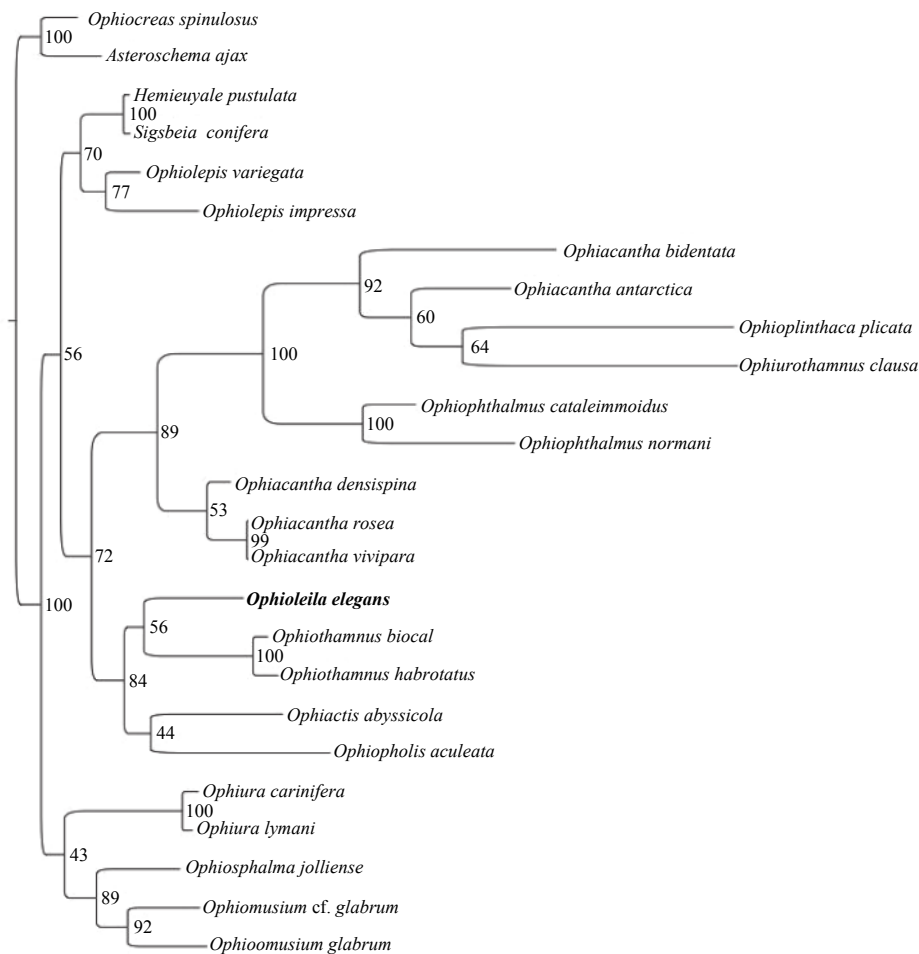 Ophiocreas spinulosus
100
Asteroschema ajax
Hemieuyale pustulata
100
Sigsbeia conifera
70
Ophiolepis variegata
77
Ophiolepis impressa
Ophiacantha bidentata
92
Ophiacantha antarctica
60
Ophioplinthaca plicata
64
56
100
Ophiurothamnus clausa
Ophiophthalmus cataleimmoidus
100
89
Ophiophthalmus normani
Ophiacantha densispina
53
Ophiacantha rosea
99
72
Ophiacantha vivipara
Ophioleila elegans
100
56
Ophiothamnus biocal
100
84
Ophiothamnus habrotatus
Ophiactis abyssicola
44
Ophiopholis aculeata
Ophiura carinifera
100
Ophiura lymani
43
Ophiosphalma jolliense
89
Ophiomusium cf. glabrum
92
Ophioomusium glabrum